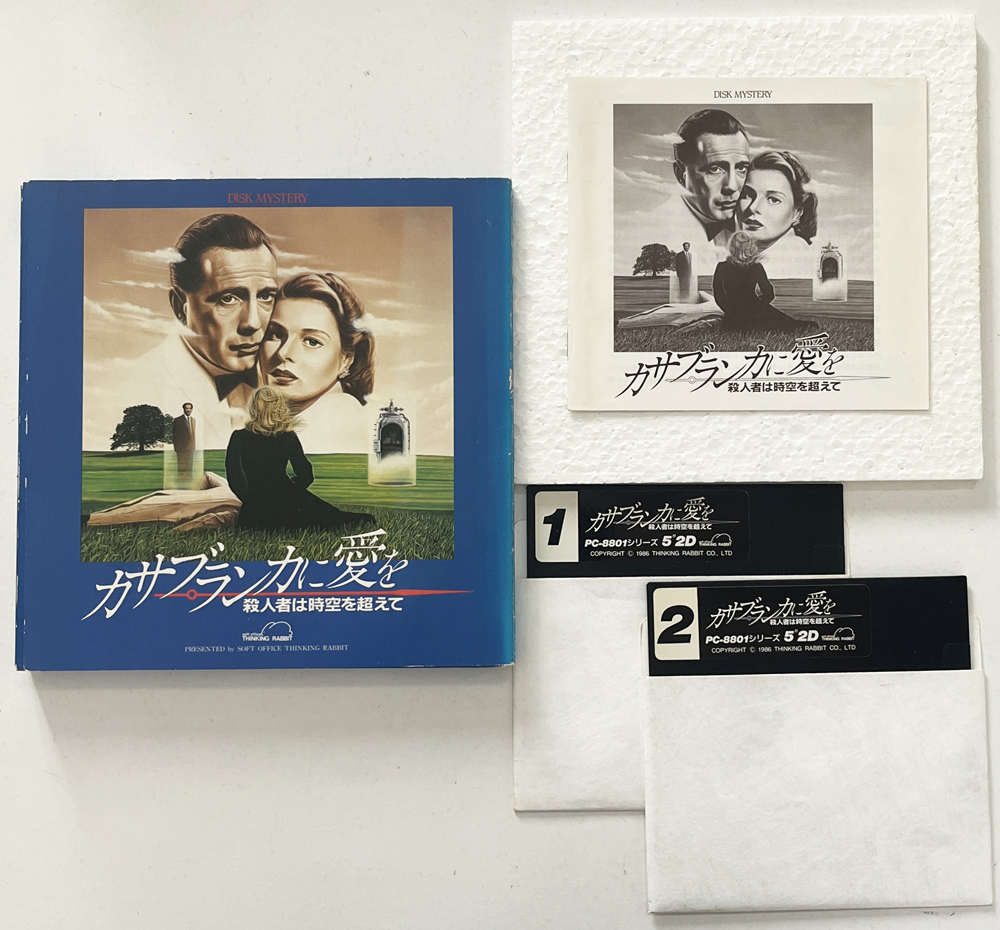 DISK MYSTERY
カサブランカに愛を
殺人者は時空を超えて
soft office
THINKING RABBIT
PRESENTED by SOFT OFFICE THINKING RABBIT
DISK MYSTERY
カサブランカに愛を
殺人者は時空を超えて
1
カサブランカに愛を
殺人者は時空を超えて
PC-8801シリーズ 5"2D THINKING RABBIT
COPYRIGHT © 1986 THINKING RABBIT CO., LTD
2
カサブランカに愛を
殺人者は時空を超えて
PC-8801シリーズ 5"2D THINKING RABBIT
COPYRIGHT © 1986 THINKING RABBIT CO., LTD